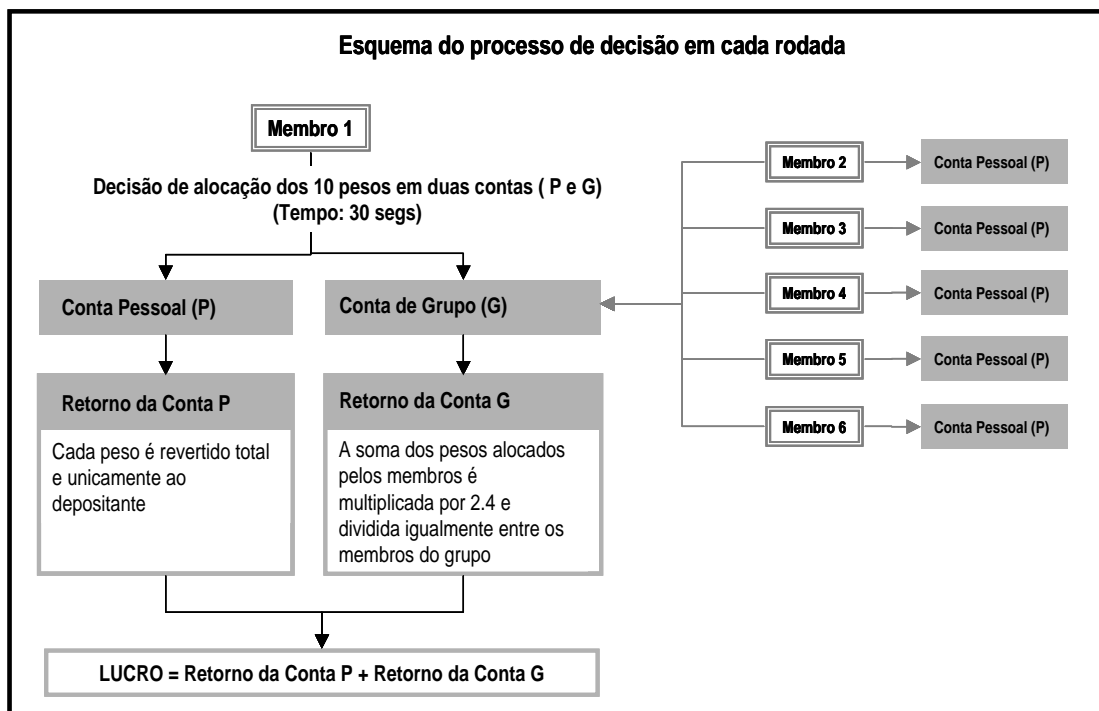 Esquema do processo de decisão em cada rodada
Membro 1
Decisão de alocação dos 10 pesos em duas contas ( P e G)
(Tempo: 30 segs)
Conta Pessoal (P)
Conta de Grupo (G)
Retorno da Conta P
Cada peso é revertido total
e unicamente ao
depositante
Retorno da Conta G
A soma dos pesos alocados
pelos membros é
multiplicada por 2.4 e
dividida igualmente entre os
membros do grupo
LUCRO = Retorno da Conta P + Retorno da Conta G
Membro 2
Conta Pessoal (P)
Membro 3
Conta Pessoal (P)
Membro 4
Conta Pessoal (P)
Membro 5
Conta Pessoal (P)
Membro 6
Conta Pessoal (P)